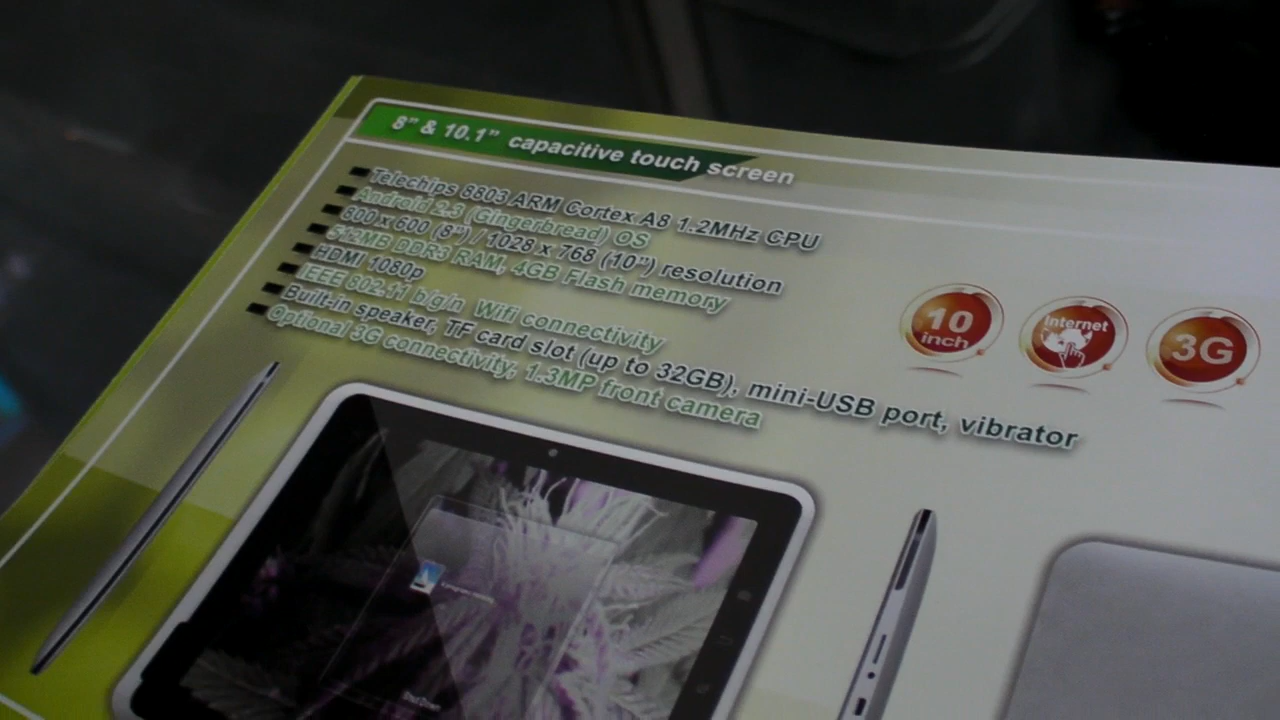 8" & 10.1" capacitive touch screen
Telechips 8803 ARM Cortex A8 1.2MHz CPU
Android 2.3 (Gingerbread) OS
800 x 600 (8") / 1028 x 768 (10") resolution
512MB DDR3 RAM, 4GB Flash memory
HDMI 1080p
IEEE 802.11 b/g/n Wifi connectivity
Built-in speaker, TF card slot (up to 32GB), mini-USB port, vibrator
Optional 3G connectivity, 1.3MP front camera
10
inch
Internet
3G